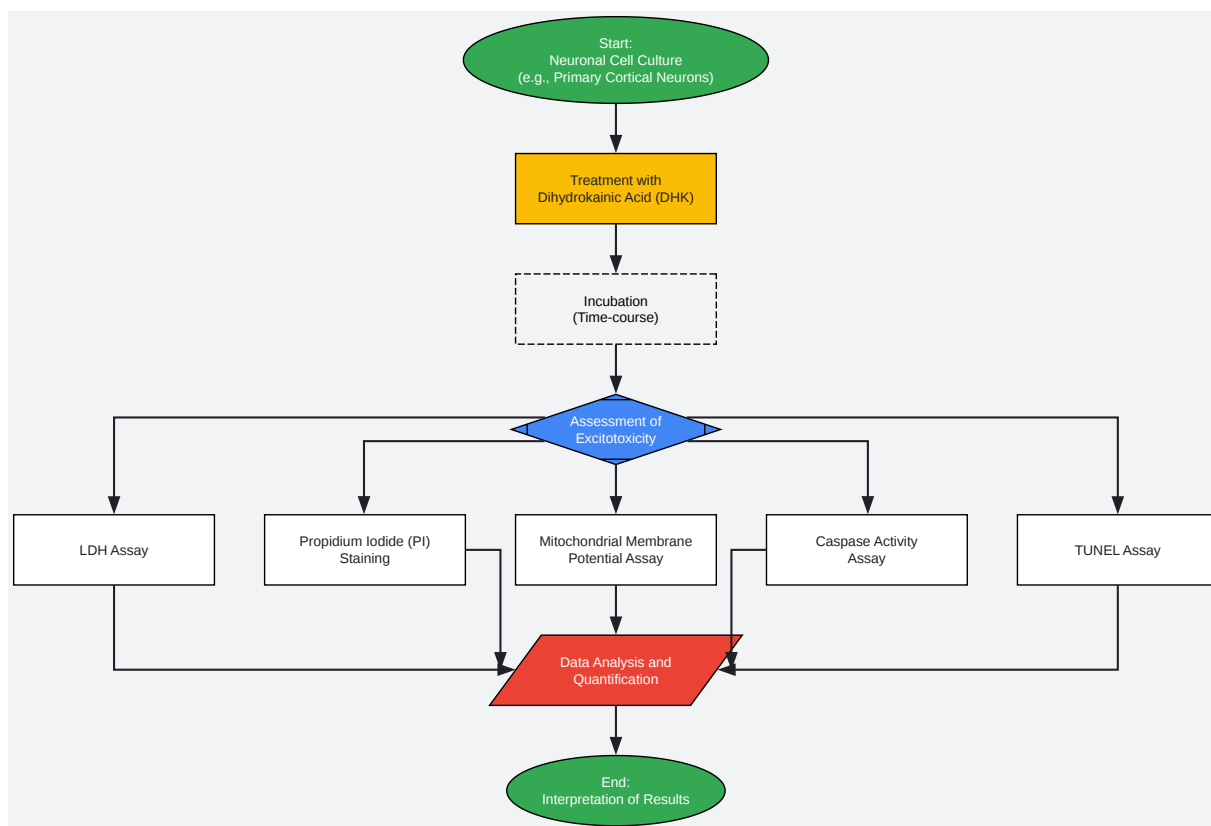 Start:
Neuronal Cell Culture
(e.g., Primary Cortical Neurons)
Treatment with
Dihydrokainic Acid (DHK)
Incubation
(Time-course)
Assessment of
Excitotoxicity
LDH Assay
Propidium Iodide (PI)
Staining
Mitochondrial Membrane
Potential Assay
Caspase Activity
Assay
TUNEL Assay
Data Analysis and
Quantification
End:
Interpretation of Results